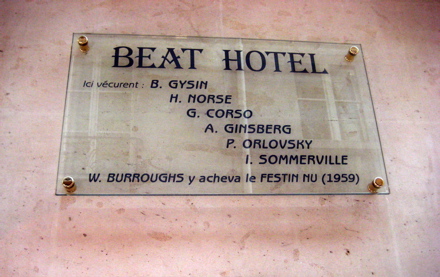 BEAT HOTEL
Ici vécurent : B. GYSIN
H. NORSE
G. CORSO
A. GINSBERG
P. ORLOVSKY
I. SOMMERVILLE
W. BURROUGHS y acheva le FESTIN NU (1959)